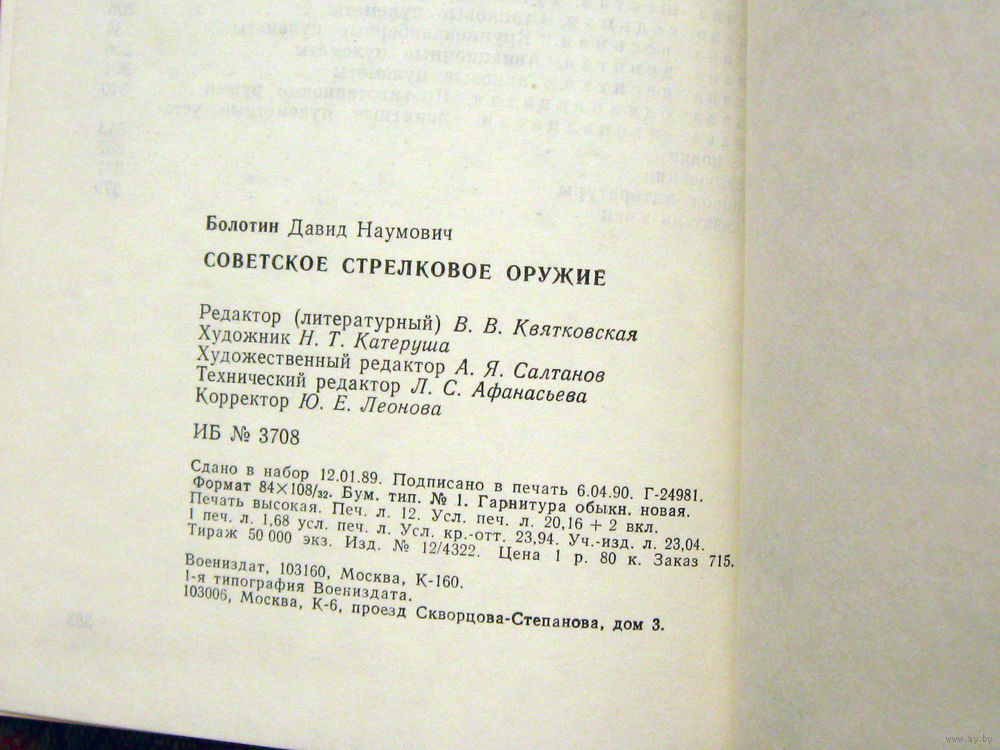 Болотин Давид Наумович
СОВЕТСКОЕ СТРЕЛКОВОЕ ОРУЖИЕ
Редактор (литературный) В. В. Квятковская
Художник Н. Т. Катеруша
Художественный редактор А. Я. Салтанов
Технический редактор Л. С. Афанасьева
Корректор Ю. Е. Леонова
ИБ № 3708
Сдано в набор 12.01.89. Подписано в печать 6.04.90. Г-24981.
Формат 84×108/32. Бум. тип. № 1. Гарнитура обыкн. новая.
Печать высокая. Печ. л. 12. Усл. печ. л. 20,16 + 2 вкл.
1 печ. л. 1,68 усл. печ. л. Усл. кр.-отт. 23,94. Уч.-изд. л. 23,04.
Тираж 50 000 экз. Изд. № 12/4322. Цена 1 р. 80 к. Заказ 715.
Воениздат, 103160, Москва, К-160.
1-я типография Воениздата.
103006, Москва, К-6, проезд Скворцова-Степанова, дом 3.
www.ay.by